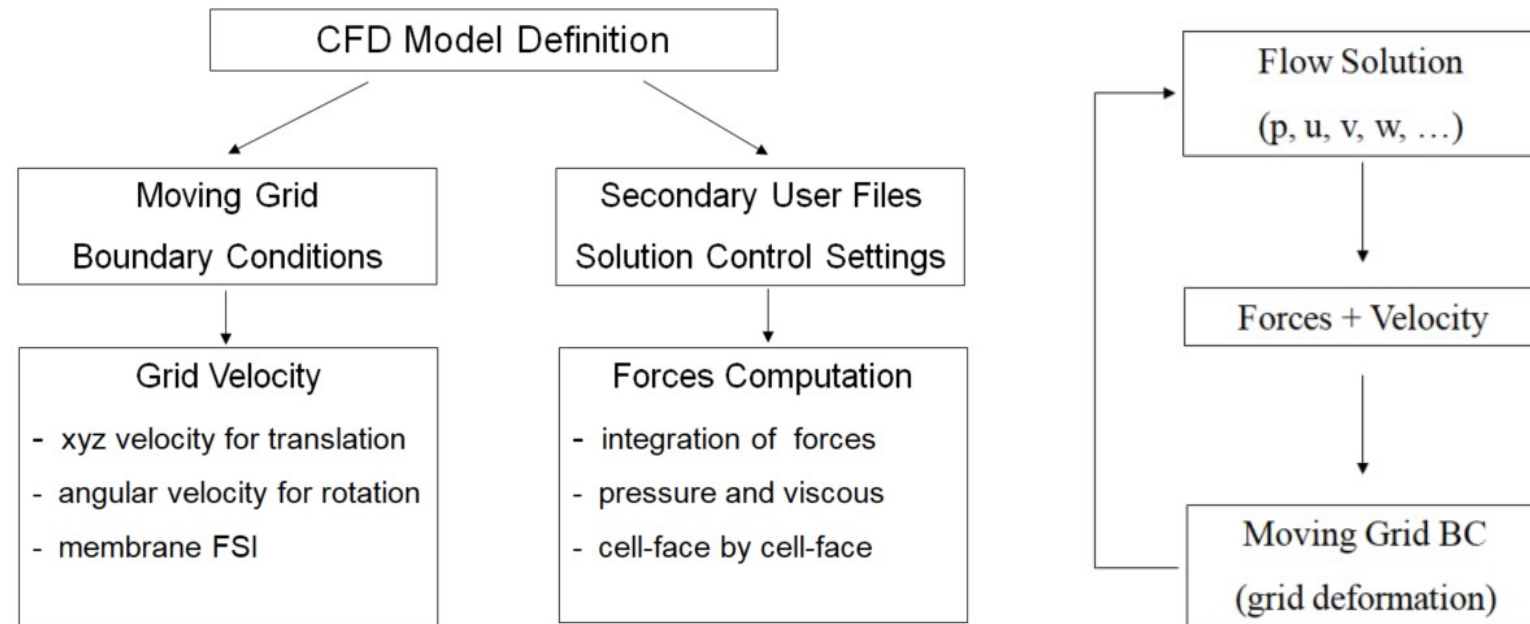 CFD Model Definition
Moving Grid
Boundary Conditions
Secondary User Files
Solution Control Settings
Grid Velocity
- xyz velocity for translation
- angular velocity for rotation
- membrane FSI
Forces Computation
- integration of forces
- pressure and viscous
- cell-face by cell-face
Flow Solution
(p, u, v, w, …)
Forces + Velocity
Moving Grid BC
(grid deformation)